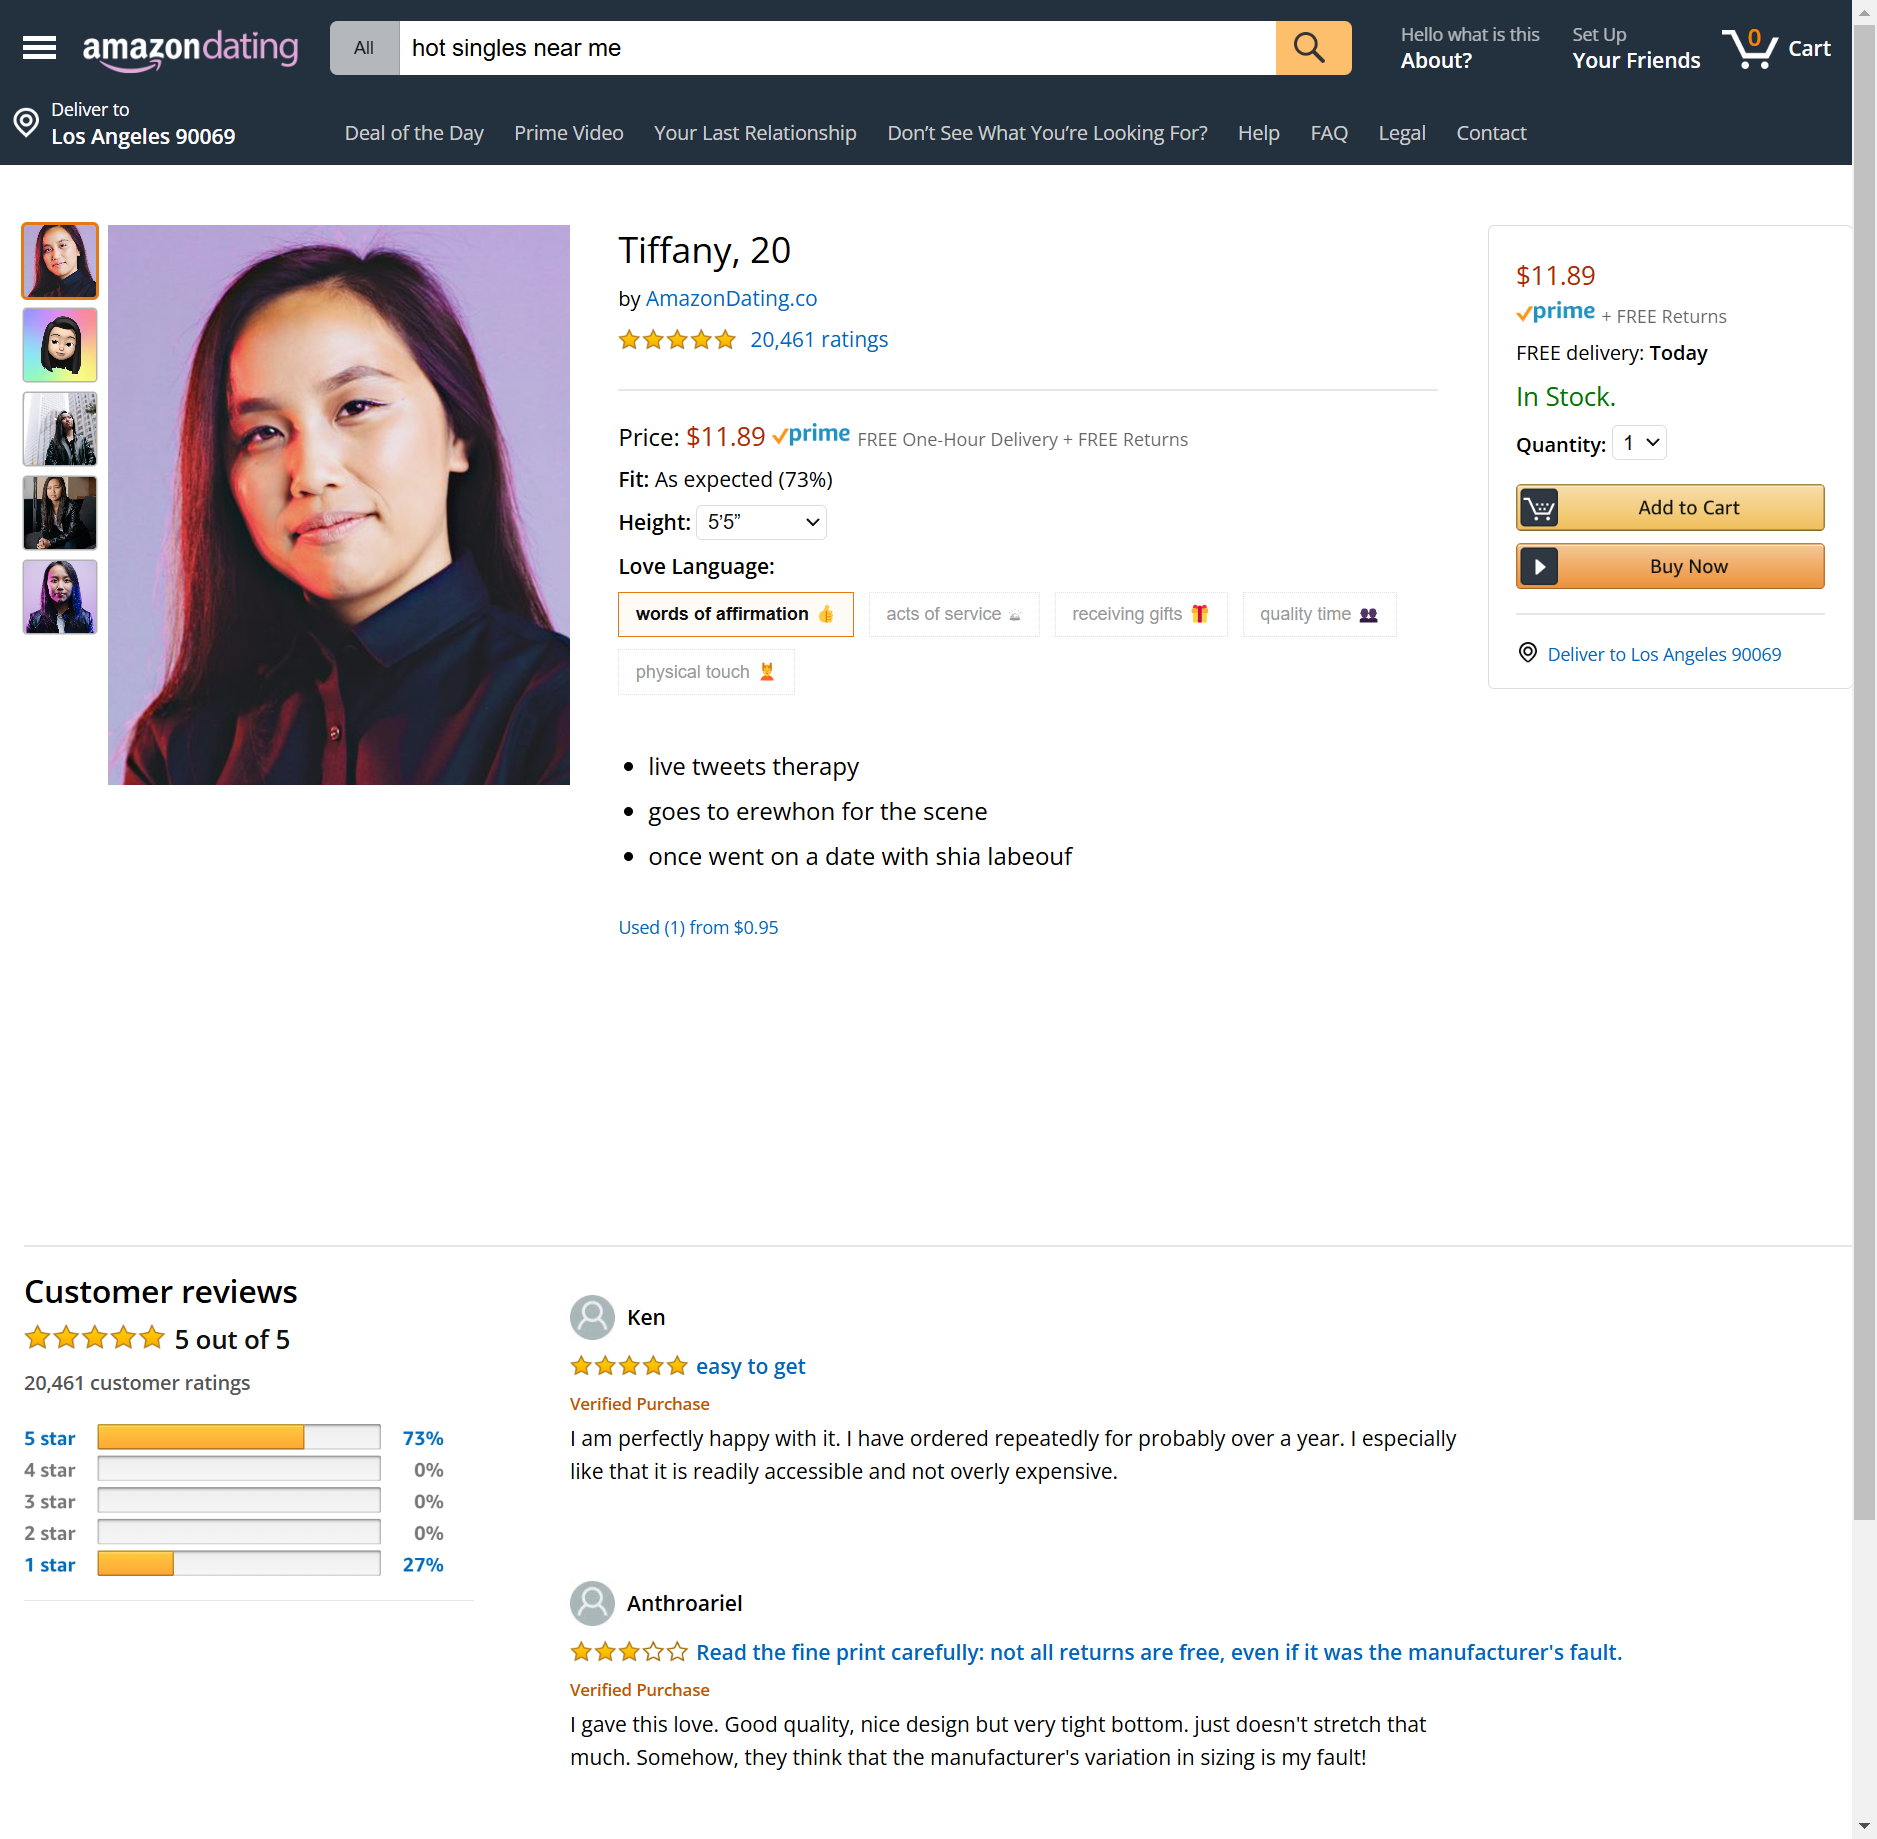 amazondating
All
hot singles near me
Hello what is this
About?
Set Up
Your Friends
0
Cart
Deliver to
Los Angeles 90069
Deal of the Day
Prime Video
Your Last Relationship
Don’t See What You’re Looking For?
Help
FAQ
Legal
Contact
Tiffany, 20
by AmazonDating.co
20,461 ratings
Price: $11.89 prime FREE One-Hour Delivery + FREE Returns
Fit: As expected (73%)
Height: 5'5”
Love Language:
words of affirmation 👍
acts of service
receiving gifts 🎁
quality time 👥
physical touch
• live tweets therapy
• goes to erewhon for the scene
• once went on a date with shia labeouf
Used (1) from $0.95
$11.89
prime + FREE Returns
FREE delivery: Today
In Stock.
Quantity: 1
Add to Cart
Buy Now
Deliver to Los Angeles 90069
Customer reviews
5 out of 5
20,461 customer ratings
5 star 73%
4 star 0%
3 star 0%
2 star 0%
1 star 27%
Ken
easy to get
Verified Purchase
I am perfectly happy with it. I have ordered repeatedly for probably over a year. I especially
like that it is readily accessible and not overly expensive.
Anthroariel
Read the fine print carefully: not all returns are free, even if it was the manufacturer's fault.
Verified Purchase
I gave this love. Good quality, nice design but very tight bottom. just doesn't stretch that
much. Somehow, they think that the manufacturer's variation in sizing is my fault!